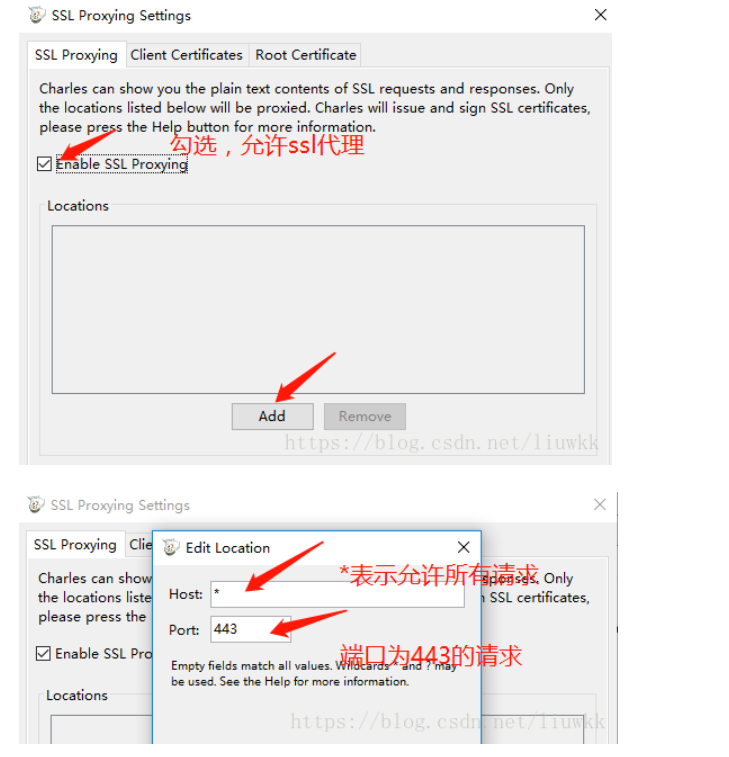 SSL Proxying Settings
SSL Proxying Client Certificates Root Certificate
Charles can show you the plain text contents of SSL requests and responses. Only
the locations listed below will be proxied. Charles will issue and sign SSL certificates,
please press the Help button for more information.
勾选，允许ssl代理
Enable SSL Proxying
Locations
Add Remove
https://blog.csdn.net/liuwkk
SSL Proxying Settings
SSL Proxying Clie
Edit Location
Charles can show
*表示允许所有请求
sponses. Only
the locations liste
Host: *
n SSL certificates,
please press the
Port: 443
端口为443的请求
Enable SSL Pro
Empty fields match all values. Wildcards * and ? may
be used. See the Help for more information.
Locations
https://blog.csdn.net/liuwkk